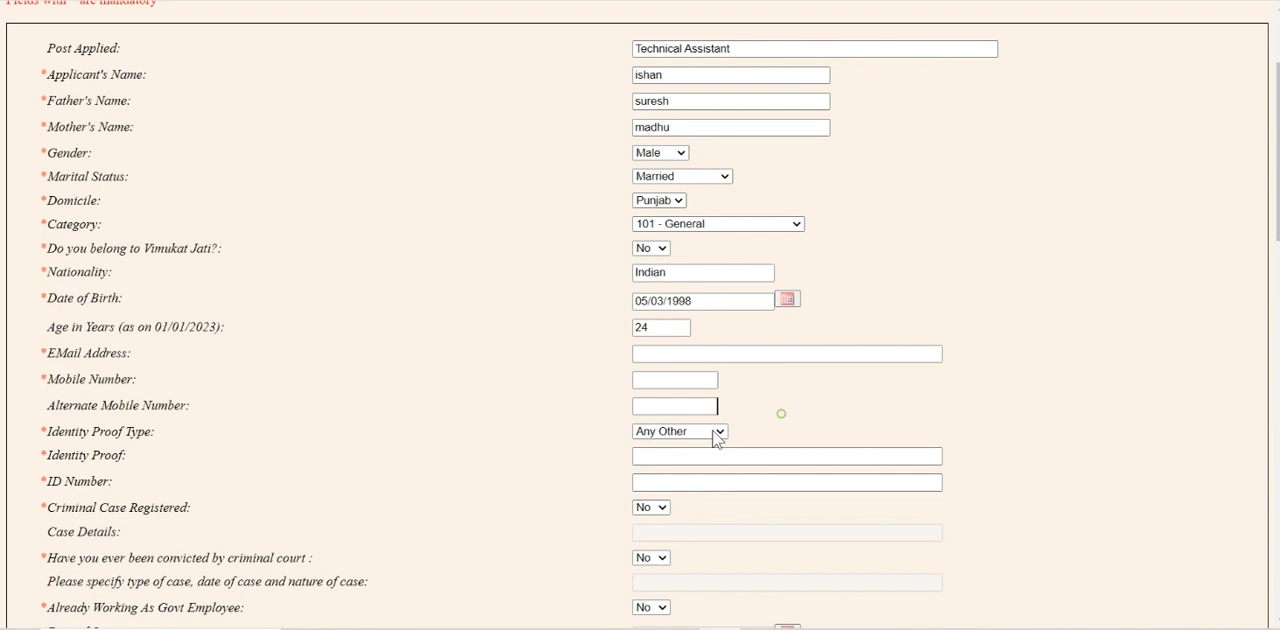 Fields with * are mandatory
Post Applied: Technical Assistant
*Applicant's Name: ishan
*Father's Name: suresh
*Mother's Name: madhu
*Gender: Male
*Marital Status: Married
*Domicile: Punjab
*Category: 101 - General
*Do you belong to Vimukat Jati?: No
*Nationality: Indian
*Date of Birth: 05/03/1998
Age in Years (as on 01/01/2023): 24
*EMail Address:
*Mobile Number:
Alternate Mobile Number:
*Identity Proof Type: Any Other
*Identity Proof:
*ID Number:
*Criminal Case Registered: No
Case Details:
*Have you ever been convicted by criminal court : No
Please specify type of case, date of case and nature of case:
*Already Working As Govt Employee: No